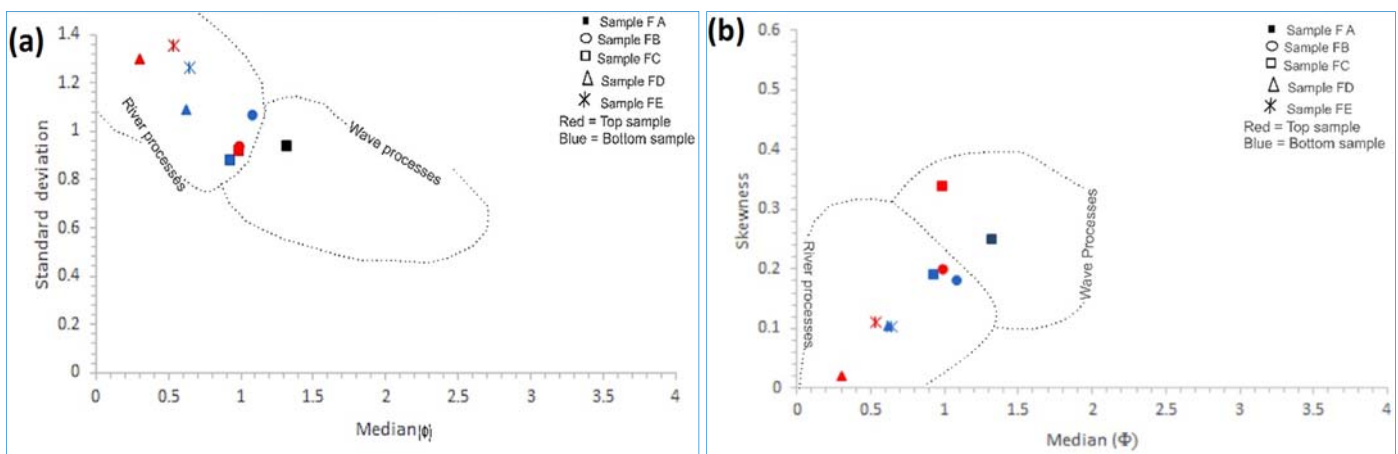 (a)
Standard deviation
1.4
1.2
1
0.8
0.6
0.4
0.2
0
0
0.5
1
1.5
2
2.5
3
3.5
4
Median(ϕ)
River processes
Wave processes
Sample F A
Sample FB
Sample FC
Sample FD
Sample FE
Red = Top sample
Blue = Bottom sample
(b)
Skewness
0.6
0.5
0.4
0.3
0.2
0.1
0
0
0.5
1
1.5
2
2.5
3
3.5
4
Median (Φ)
River processes
Wave Processes
Sample F A
Sample FB
Sample FC
Sample FD
Sample FE
Red = Top sample
Blue = Bottom sample